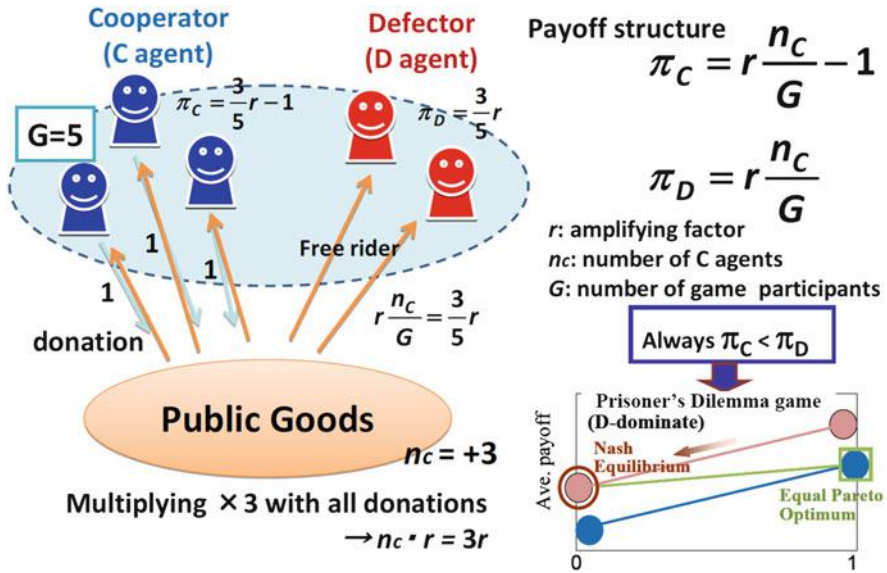 Cooperator
(C agent)
Defector
(D agent)
G=5
π_C = 3/5 r − 1
π_D = 3/5 r
1
1
1
Free rider
donation
r n_C/G = 3/5 r
Public Goods
n_C = +3
Multiplying ×3 with all donations
→ n_C · r = 3r
Payoff structure
π_C = r n_C/G − 1
π_D = r n_C/G
r: amplifying factor
n_C: number of C agents
G: number of game participants
Always π_C < π_D
Prisoner's Dilemma game
(D-dominate)
Nash
Equilibrium
Ave. payoff
Equal Pareto
Optimum
0
1